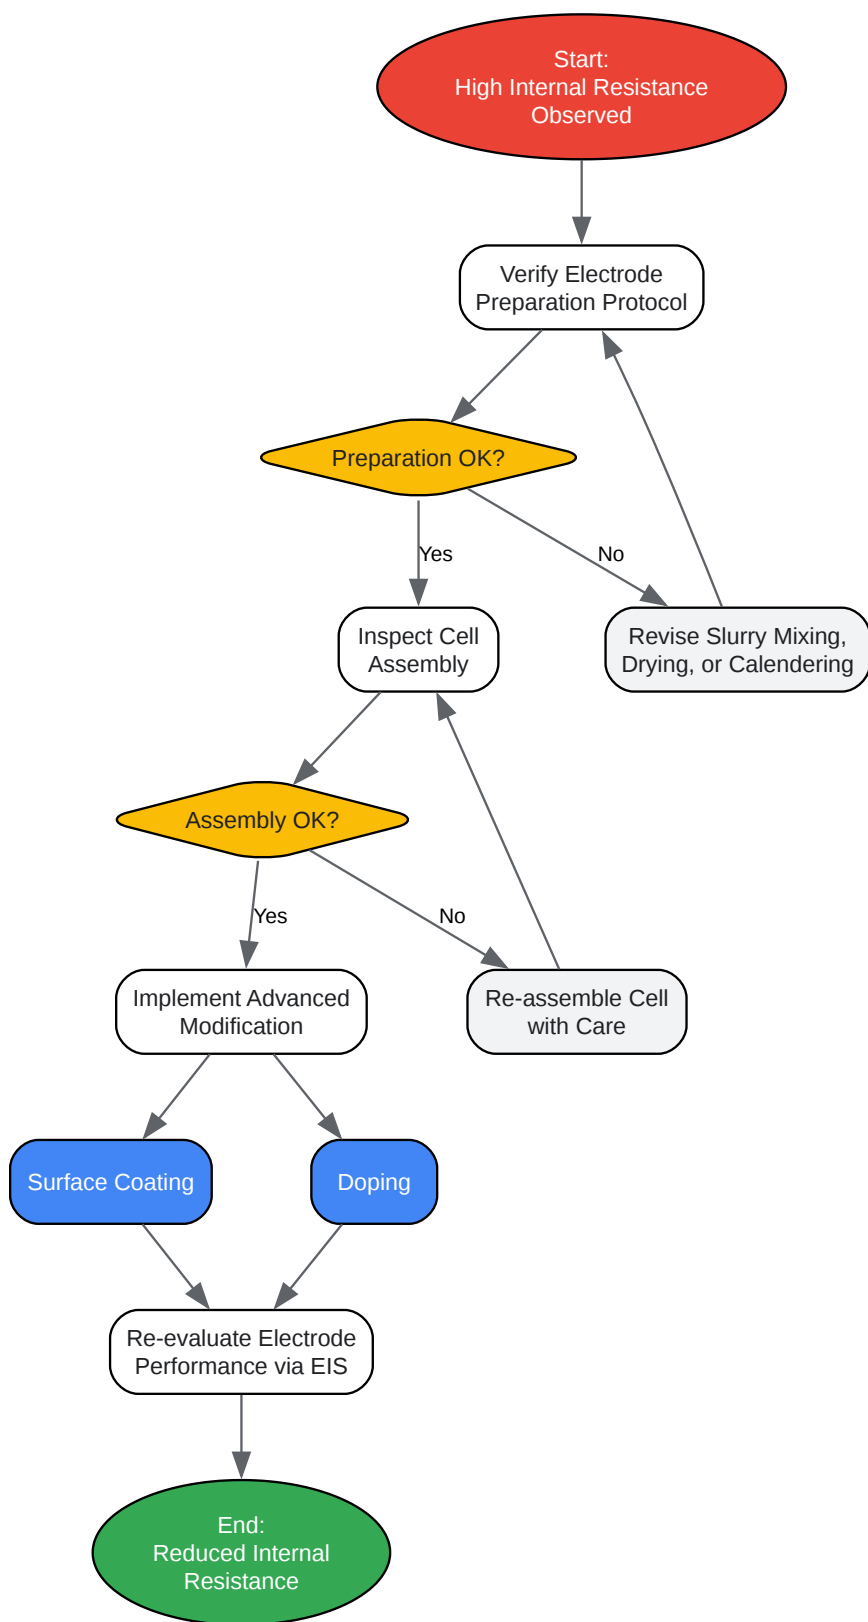 Start:
High Internal Resistance
Observed
Verify Electrode
Preparation Protocol
Preparation OK?
Yes
No
Inspect Cell
Assembly
Revise Slurry Mixing,
Drying, or Calendering
Assembly OK?
Yes
No
Implement Advanced
Modification
Re-assemble Cell
with Care
Surface Coating
Doping
Re-evaluate Electrode
Performance via EIS
End:
Reduced Internal
Resistance